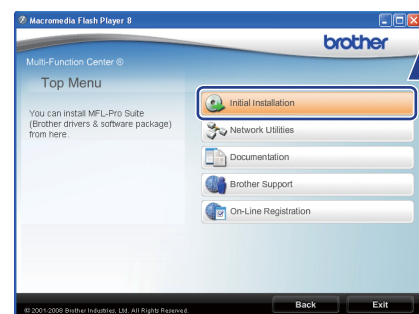 Macromedia Flash Player 8
brother
Multi-Function Center ®
Top Menu
You can install MFL-Pro Suite
(Brother drivers & software package)
from here.
Initial Installation
Network Utilities
Documentation
Brother Support
On-Line Registration
© 2001-2008 Brother Industries, Ltd. All Rights Reserved.
Back
Exit